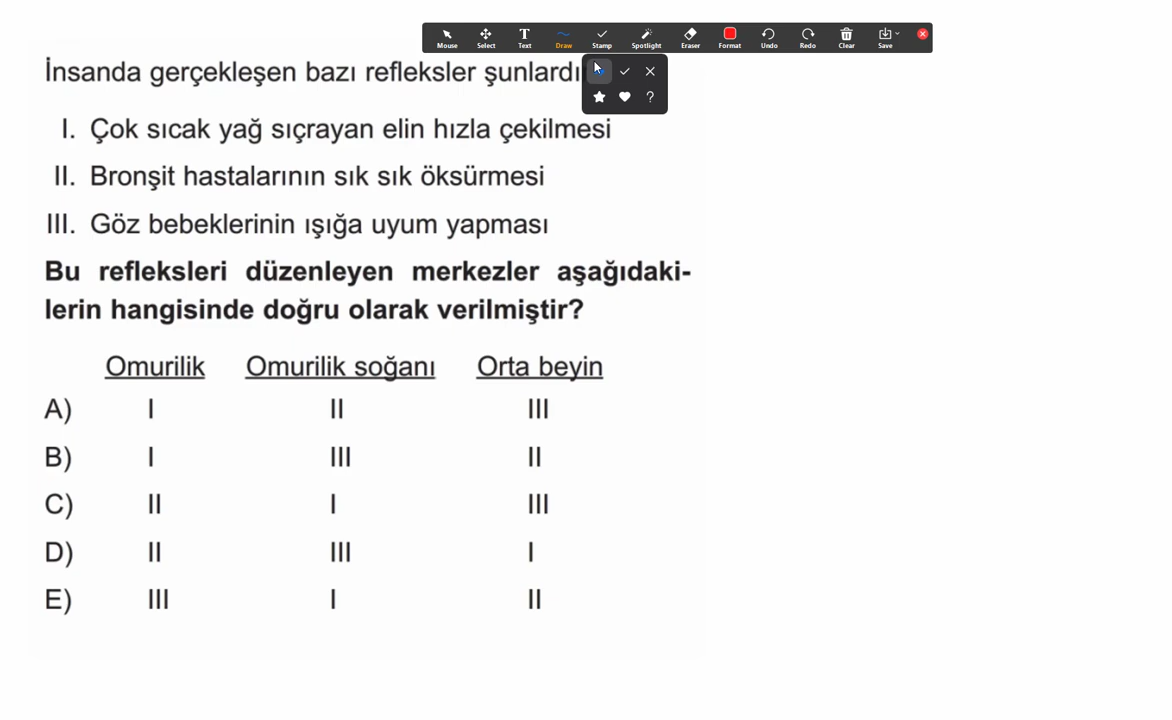 Mouse Select Text Draw Stamp Spotlight Eraser Format Undo Redo Clear Save
İnsanda gerçekleşen bazı refleksler
I. Çok sıcak yağ sıçrayan elin hızla çekilmesi
II. Bronşit hastalarının sık sık öksürmesi
III. Göz bebeklerinin ışığa uyum yapması
Bu refleksleri düzenleyen merkezler aşağıdaki-
lerin hangisinde doğru olarak verilmiştir?
Omurilik Omurilik soğanı Orta beyin
A) I II III
B) I III II
C) II I III
D) II III I
E) III I II